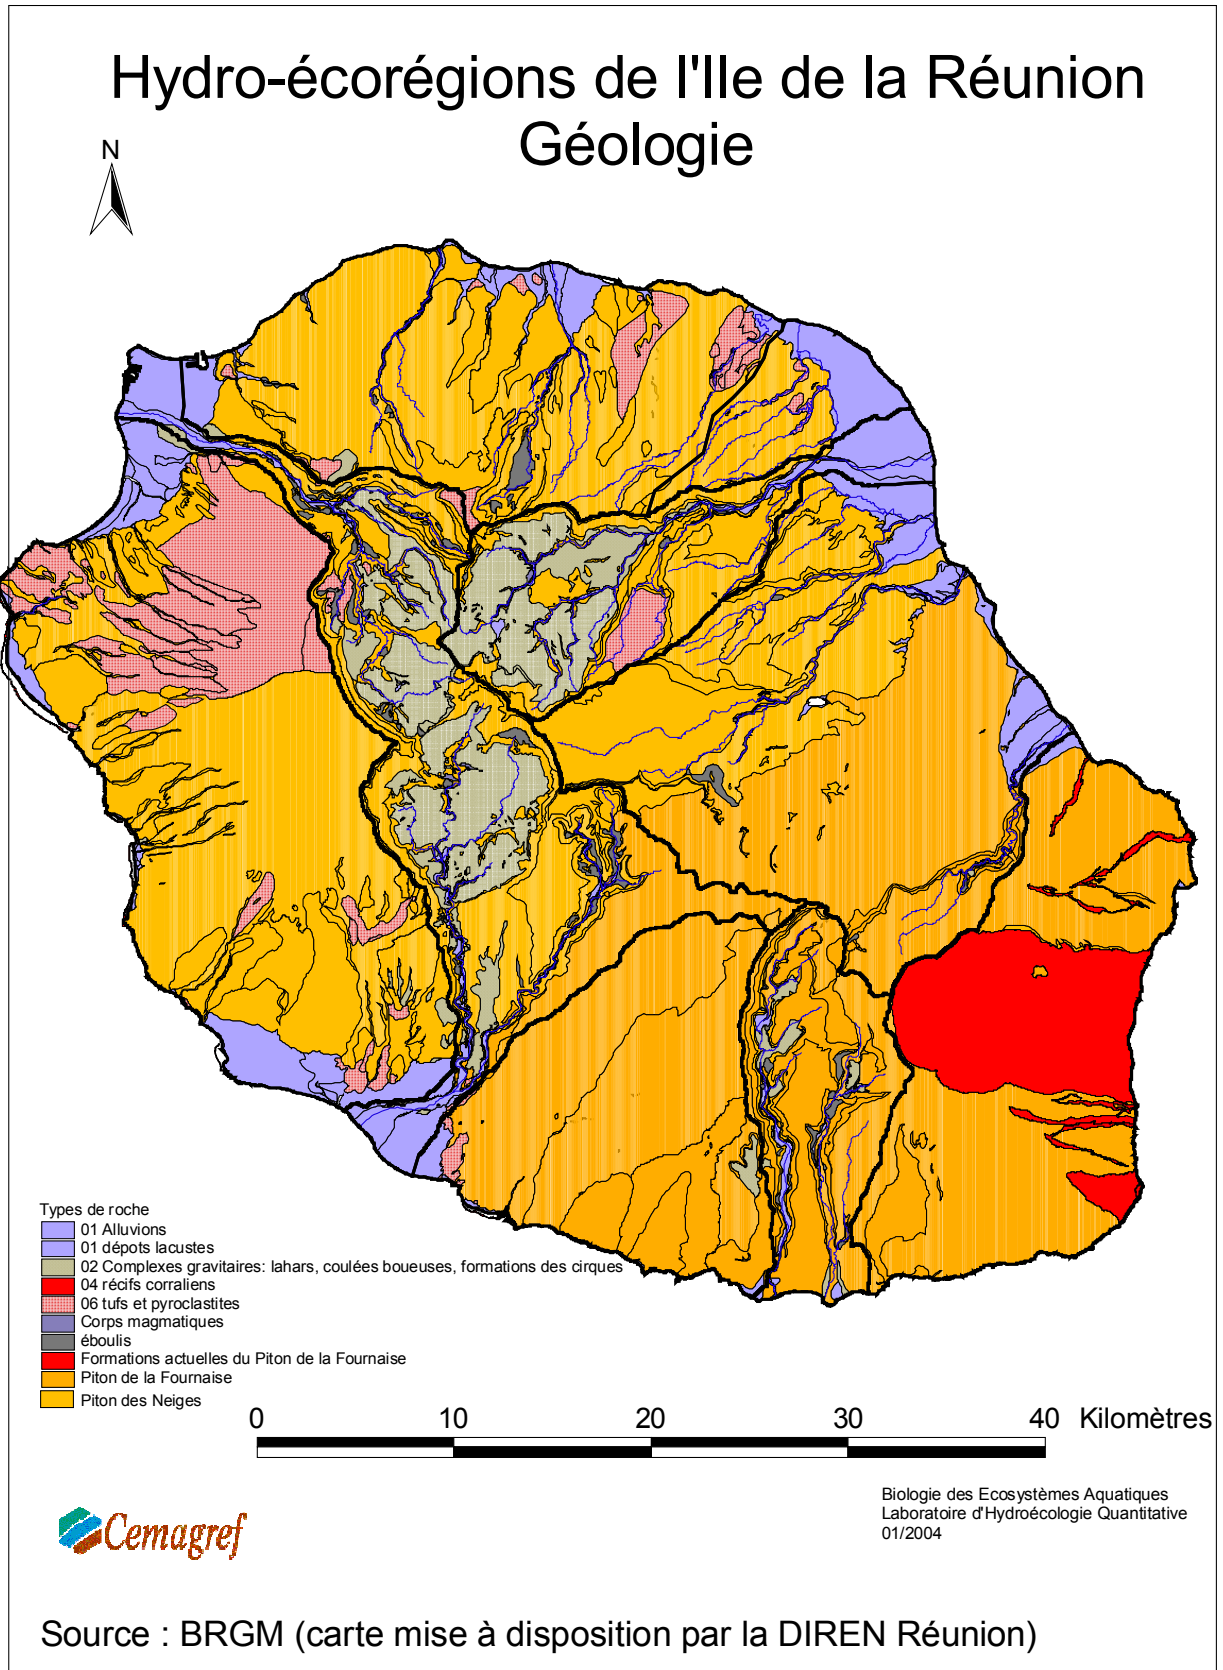 Hydro-écorégions de l'Ile de la Réunion
Géologie
N
Types de roche
01 Alluvions
01 dépots lacustes
02 Complexes gravitaires: lahars, coulées boueuses, formations des cirques
04 récifs corraliens
06 tufs et pyroclastites
Corps magmatiques
éboulis
Formations actuelles du Piton de la Fournaise
Piton de la Fournaise
Piton des Neiges
0 10 20 30 40 Kilomètres
Biologie des Ecosystèmes Aquatiques
Laboratoire d'Hydroécologie Quantitative
01/2004
Cemagref
Source : BRGM (carte mise à disposition par la DIREN Réunion)